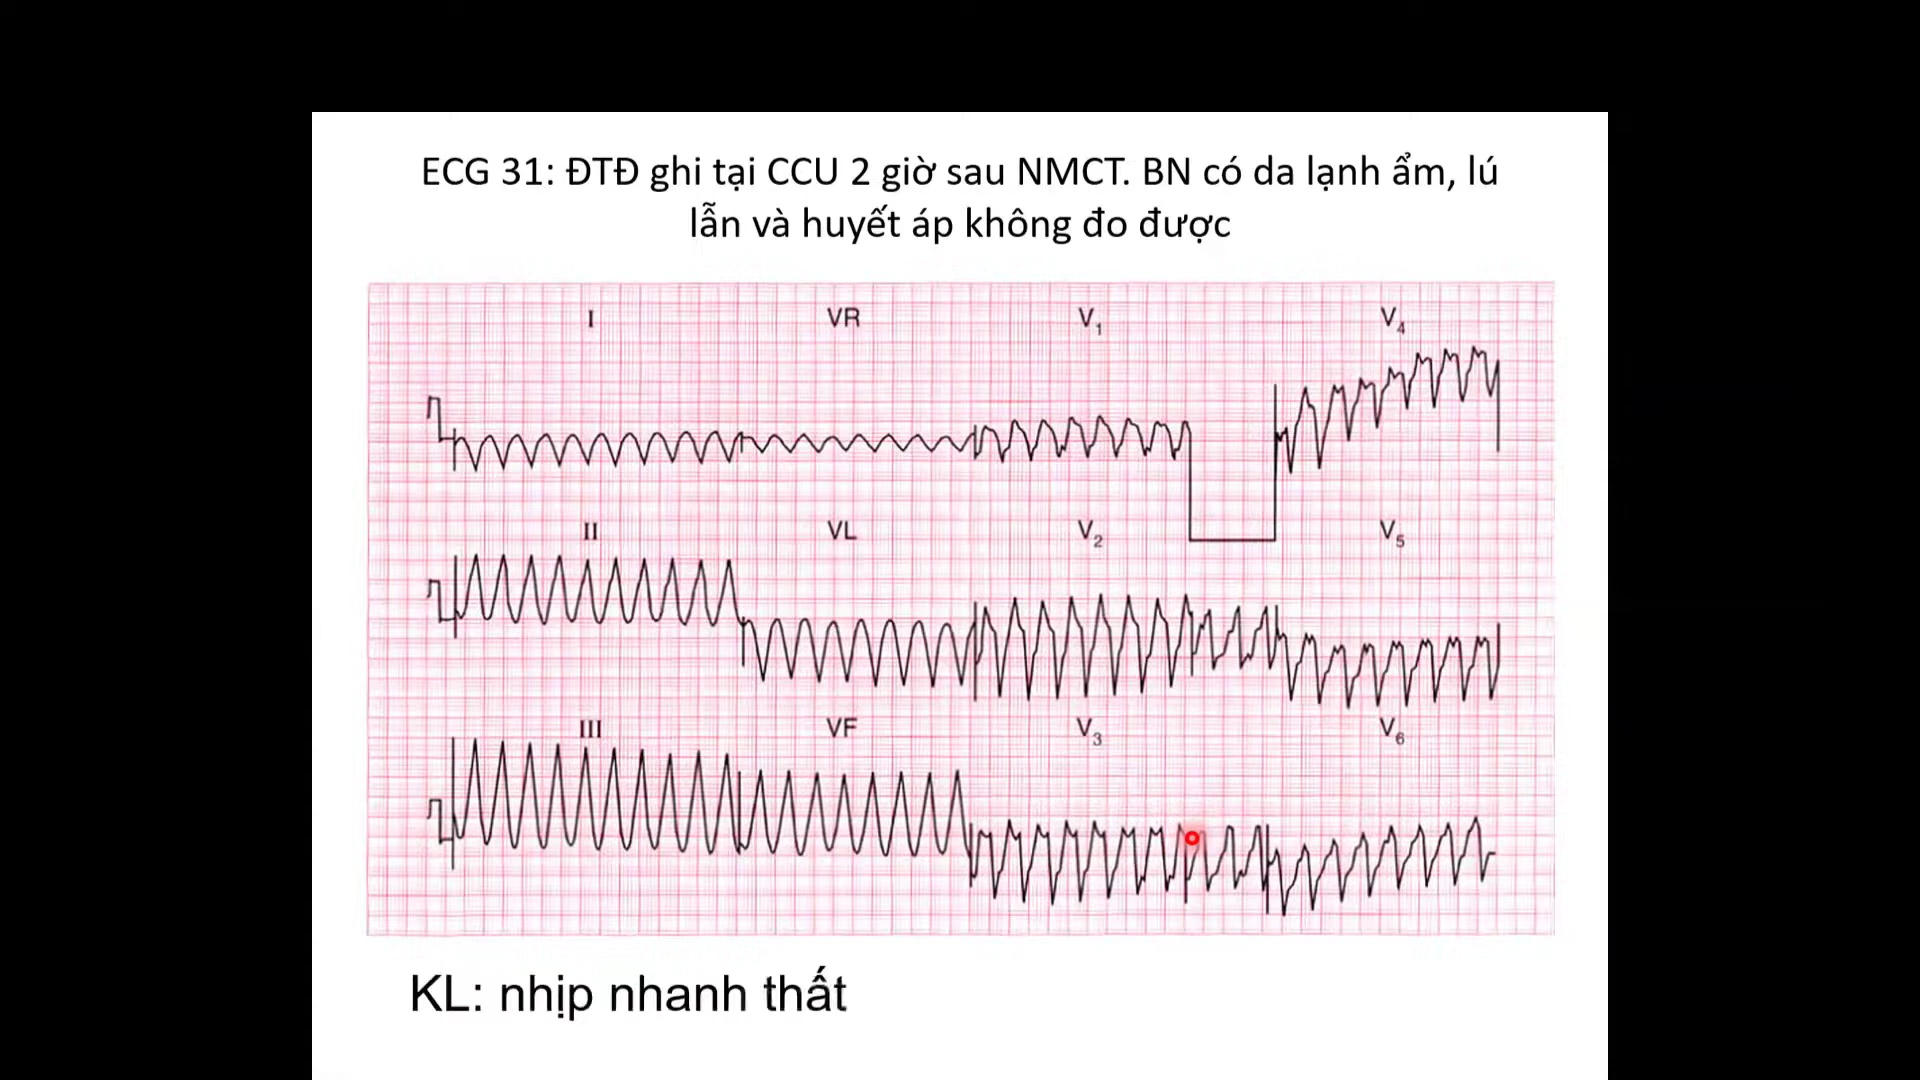 ECG 31: ĐTĐ ghi tại CCU 2 giờ sau NMCT. BN có da lạnh ẩm, lú
lẫn và huyết áp không đo được
I VR V1 V4
II VL V2 V5
III VF V3 V6
KL: nhịp nhanh thất